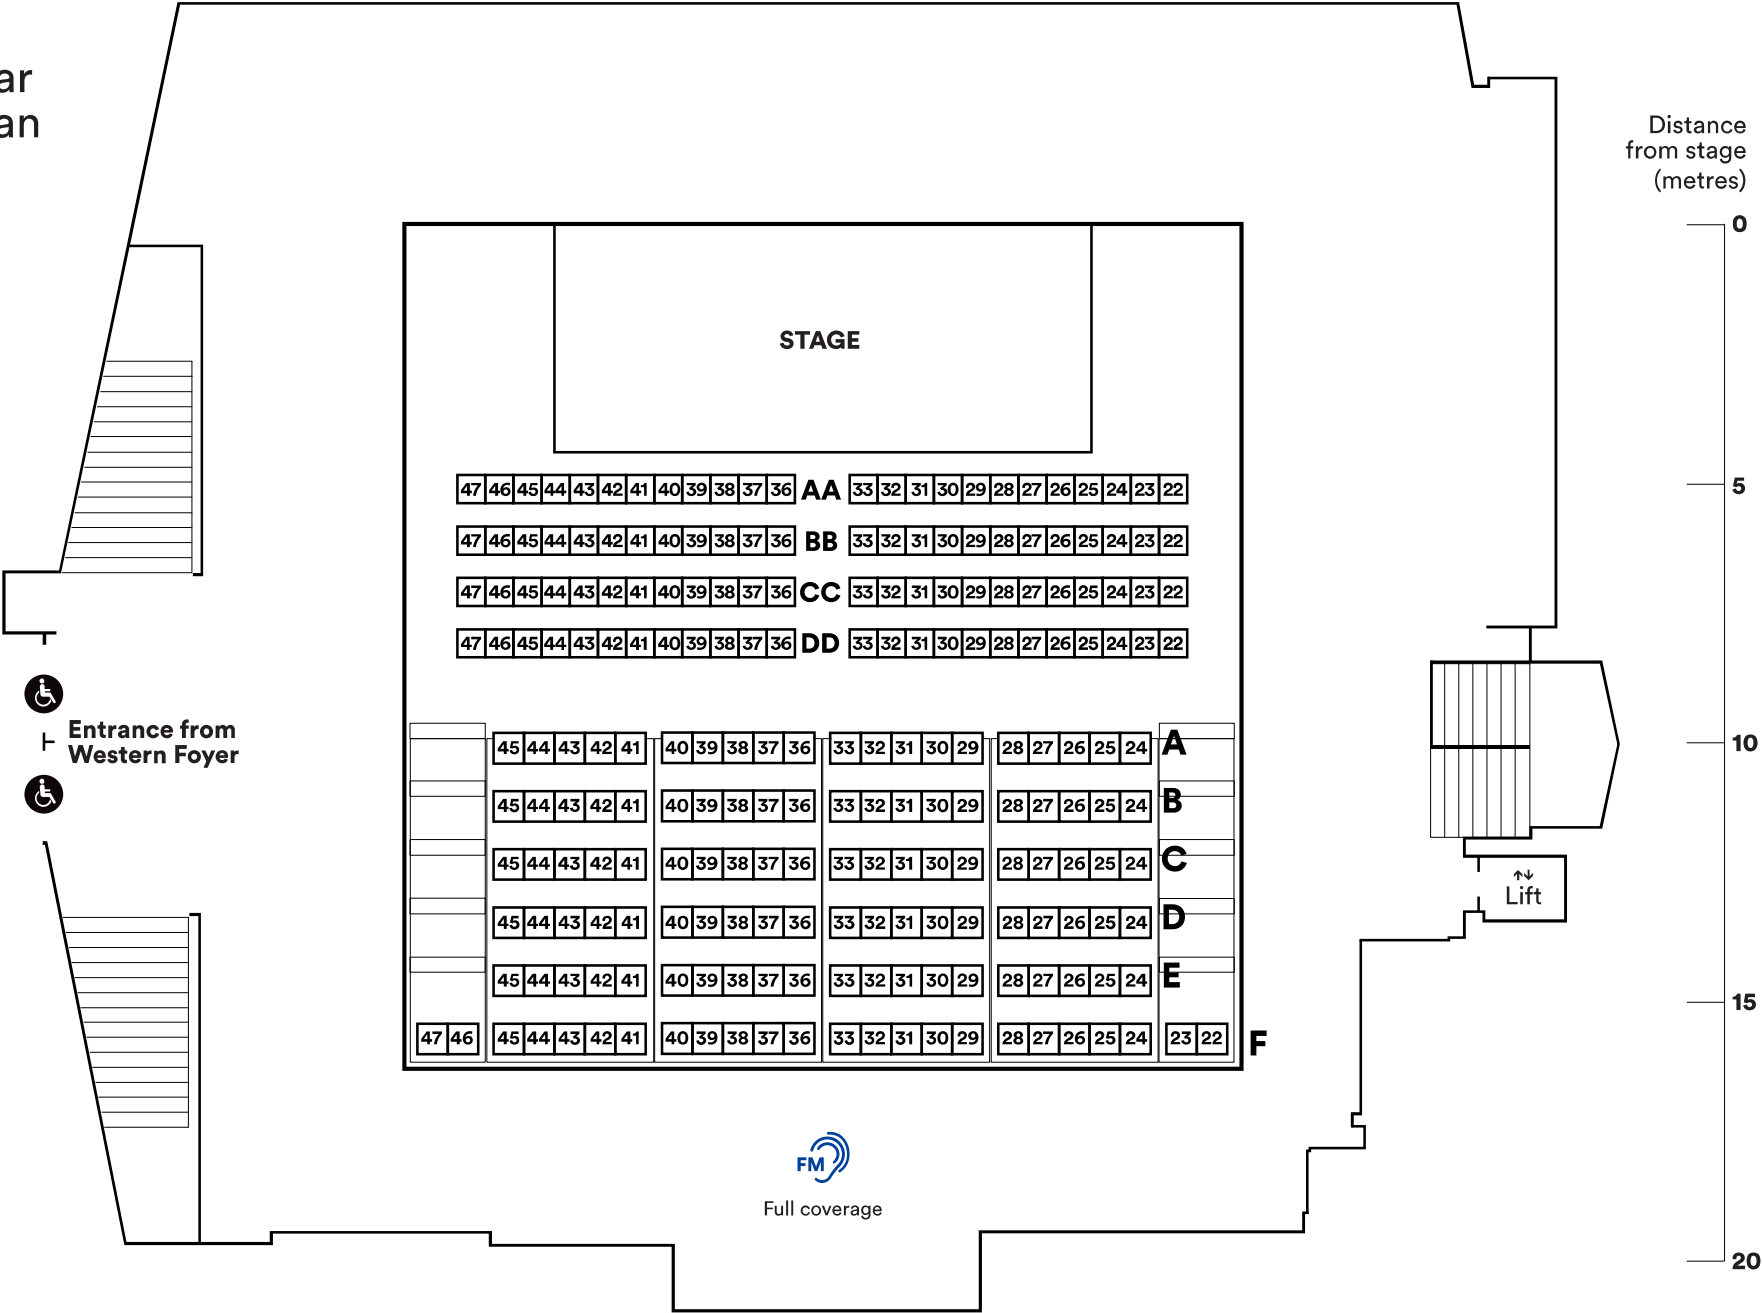 ar
an
Distance
from stage
(metres)
0
STAGE
47 46 45 44 43 42 41 40 39 38 37 36 AA 33 32 31 30 29 28 27 26 25 24 23 22
5
47 46 45 44 43 42 41 40 39 38 37 36 BB 33 32 31 30 29 28 27 26 25 24 23 22
47 46 45 44 43 42 41 40 39 38 37 36 CC 33 32 31 30 29 28 27 26 25 24 23 22
47 46 45 44 43 42 41 40 39 38 37 36 DD 33 32 31 30 29 28 27 26 25 24 23 22
Entrance from
Western Foyer
45 44 43 42 41 40 39 38 37 36 33 32 31 30 29 28 27 26 25 24 A
10
45 44 43 42 41 40 39 38 37 36 33 32 31 30 29 28 27 26 25 24 B
45 44 43 42 41 40 39 38 37 36 33 32 31 30 29 28 27 26 25 24 C
Lift
45 44 43 42 41 40 39 38 37 36 33 32 31 30 29 28 27 26 25 24 D
45 44 43 42 41 40 39 38 37 36 33 32 31 30 29 28 27 26 25 24 E
15
47 46 45 44 43 42 41 40 39 38 37 36 33 32 31 30 29 28 27 26 25 24 23 22 F
FM
Full coverage
20